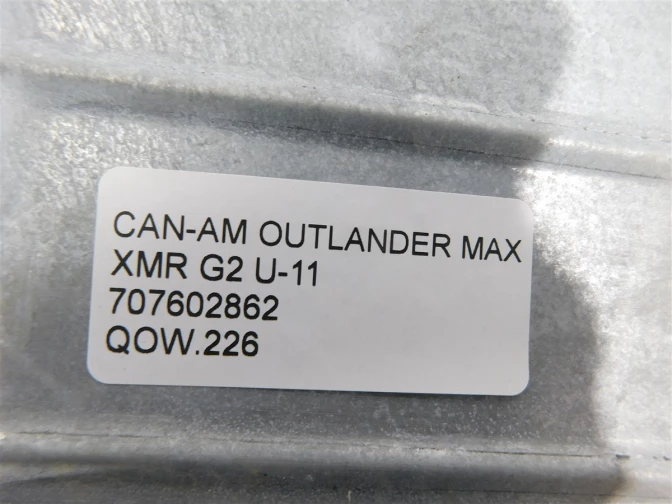 CAN-AM OUTLANDER MAX
XMR G2 U-11
707602862
QOW.226